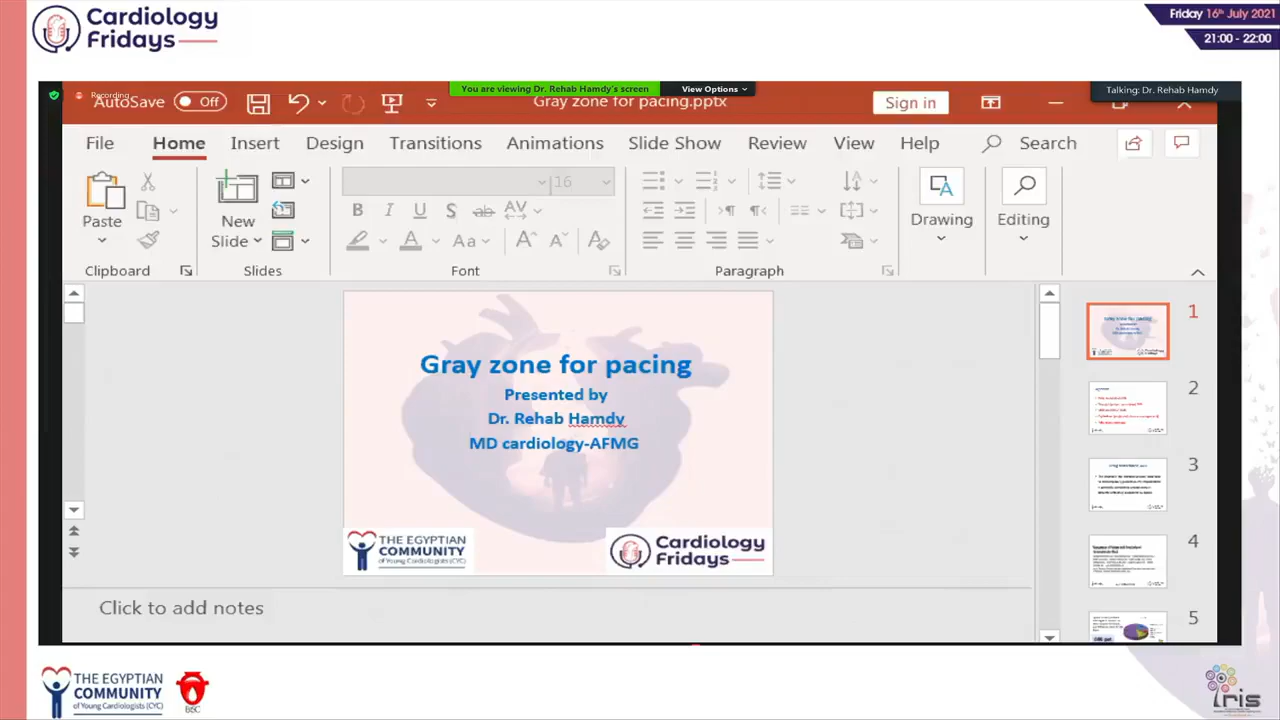 Cardiology
Fridays
Friday 16th July 2021
21:00 - 22:00
You are viewing Dr. Rehab Hamdy's screen
View Options
Recording
Talking: Dr. Rehab Hamdy
AutoSave Off
Gray zone for pacing.pptx
Sign in
File Home Insert Design Transitions Animations Slide Show Review View Help Search
Paste
New
Slide
16
Drawing
Editing
Clipboard Slides Font Paragraph
Gray zone for pacing
Presented by
Dr.Rehab Hamdy
MD cardiology-AFMG
THE EGYPTIAN
COMMUNITY
of Young Cardiologists (CYC)
Cardiology
Fridays
1
2
3
4
5
Click to add notes
THE EGYPTIAN
COMMUNITY
of Young Cardiologists (CYC)
BSC
iris